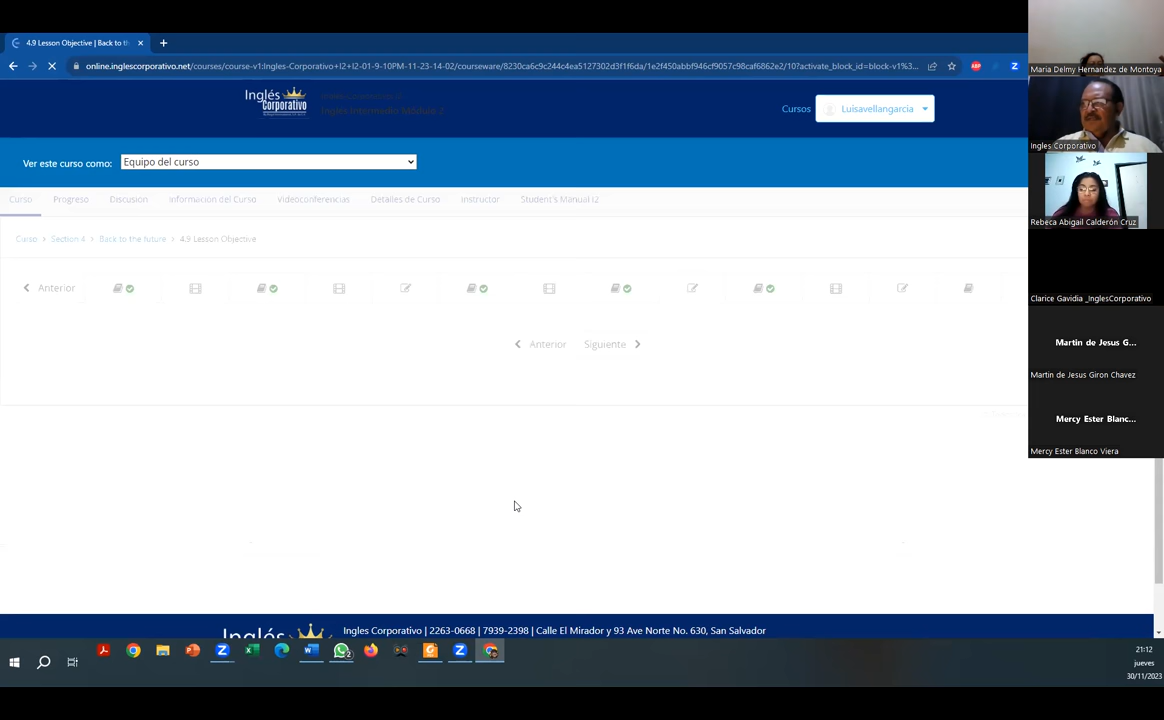 4.9 Lesson Objective | Back to th
online.inglescorporativo.net/courses/course-v1:Ingles-Corporativo+I2+I2-01-9-10PM-11-23-14-02/courseware/8230ca6c9c244c4ea5127302d3f1f6da/1e2f450abbf946cf9057c98caf6862e2/10?activate_block_id=block-v1%3...
Inglés
Corporativo
Cursos
Luisavellangarcia
Ver este curso como:
Equipo del curso
Curso
Progreso
Discusión
Información del Curso
Videoconferencias
Detalles de Curso
Instructor
Student's Manual I2
Curso > Section 4 > Back to the future > 4.9 Lesson Objective
Anterior
Anterior
Siguiente
Inglés
Ingles Corporativo | 2263-0668 | 7939-2398 | Calle El Mirador y 93 Ave Norte No. 630, San Salvador
Maria Delmy Hernandez de Montoya
Ingles Corporativo
Rebeca Abigail Calderón Cruz
Clarice Gavidia _InglesCorporativo
Martin de Jesus G...
Martin de Jesus Giron Chavez
Mercy Ester Blanc...
Mercy Ester Blanco Viera
2
21:12
jueves
30/11/2023